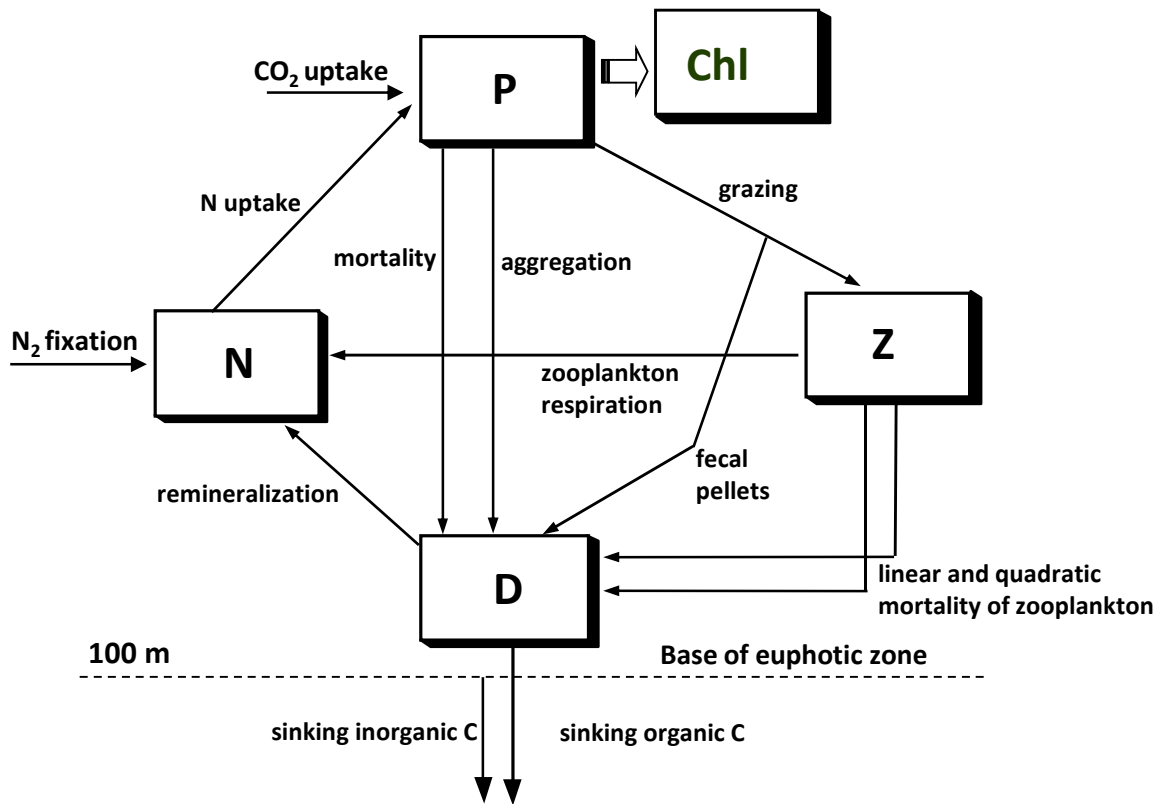 CO₂ uptake
P
Chl
grazing
N uptake
mortality
aggregation
N₂ fixation
N
Z
zooplankton
respiration
fecal
pellets
remineralization
D
linear and quadratic
mortality of zooplankton
100 m
Base of euphotic zone
sinking inorganic C
sinking organic C